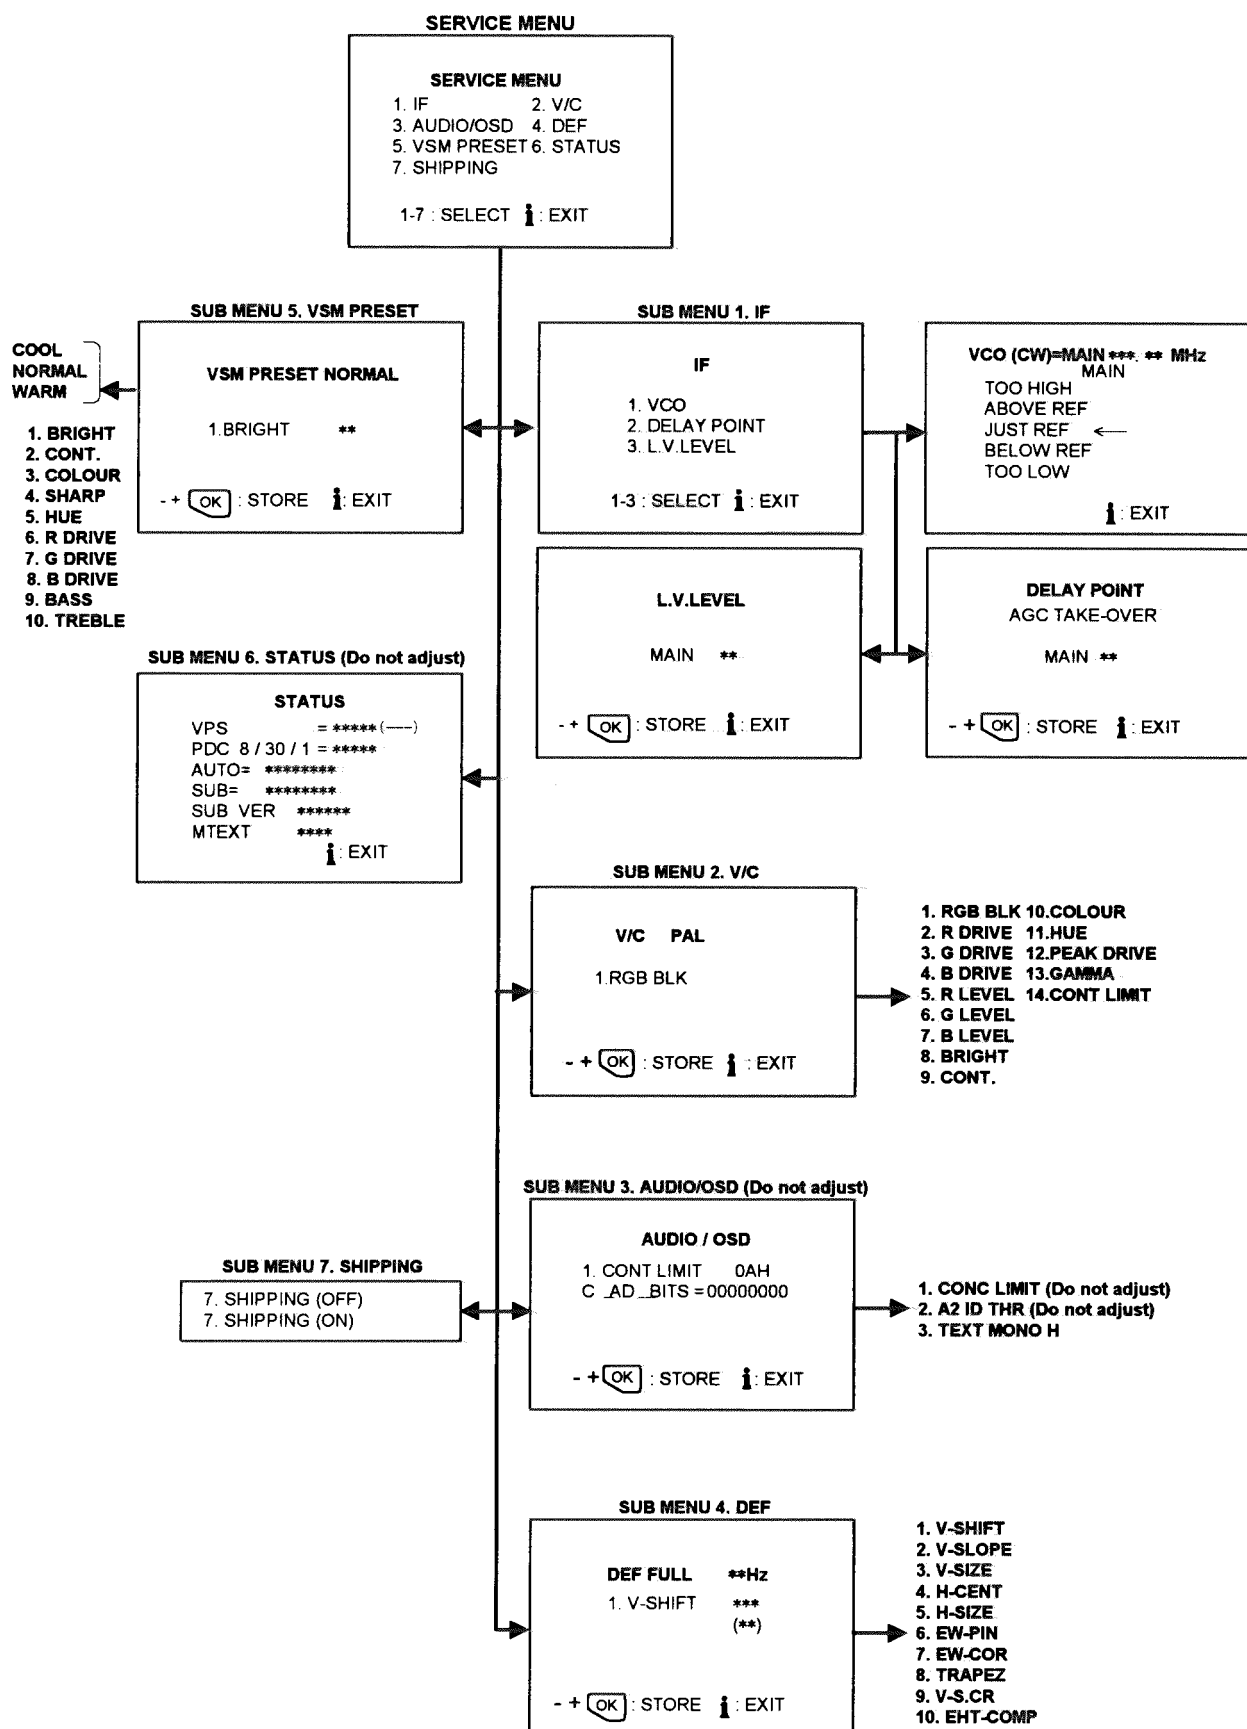 SERVICE MENU
SERVICE MENU
1. IF 2. V/C
3. AUDIO/OSD 4. DEF
5. VSM PRESET 6. STATUS
7. SHIPPING
1-7 : SELECT i : EXIT
SUB MENU 5. VSM PRESET
COOL
NORMAL
WARM
VSM PRESET NORMAL
1.BRIGHT **
- + OK : STORE i : EXIT
1. BRIGHT
2. CONT.
3. COLOUR
4. SHARP
5. HUE
6. R DRIVE
7. G DRIVE
8. B DRIVE
9. BASS
10. TREBLE
SUB MENU 1. IF
IF
1. VCO
2. DELAY POINT
3. L.V.LEVEL
1-3 : SELECT i : EXIT
VCO (CW)=MAIN ***. ** MHz
MAIN
TOO HIGH
ABOVE REF
JUST REF ←
BELOW REF
TOO LOW
i : EXIT
L.V.LEVEL
MAIN **
- + OK : STORE i : EXIT
DELAY POINT
AGC TAKE-OVER
MAIN **
- + OK : STORE i : EXIT
SUB MENU 6. STATUS (Do not adjust)
STATUS
VPS = *****(----)
PDC 8 / 30 / 1 = *****
AUTO= ********
SUB= ********
SUB VER ******
MTEXT ****
i : EXIT
SUB MENU 2. V/C
V/C PAL
1.RGB BLK
- + OK : STORE i : EXIT
1. RGB BLK 10.COLOUR
2. R DRIVE 11.HUE
3. G DRIVE 12.PEAK DRIVE
4. B DRIVE 13.GAMMA
5. R LEVEL 14.CONT LIMIT
6. G LEVEL
7. B LEVEL
8. BRIGHT
9. CONT.
SUB MENU 3. AUDIO/OSD (Do not adjust)
AUDIO / OSD
1. CONT LIMIT 0AH
C _AD_BITS =00000000
- + OK : STORE i : EXIT
1. CONC LIMIT (Do not adjust)
2. A2 ID THR (Do not adjust)
3. TEXT MONO H
SUB MENU 7. SHIPPING
7. SHIPPING (OFF)
7. SHIPPING (ON)
SUB MENU 4. DEF
DEF FULL **Hz
1. V-SHIFT ***
(**)
- + OK : STORE i : EXIT
1. V-SHIFT
2. V-SLOPE
3. V-SIZE
4. H-CENT
5. H-SIZE
6. EW-PIN
7. EW-COR
8. TRAPEZ
9. V-S.CR
10. EHT-COMP